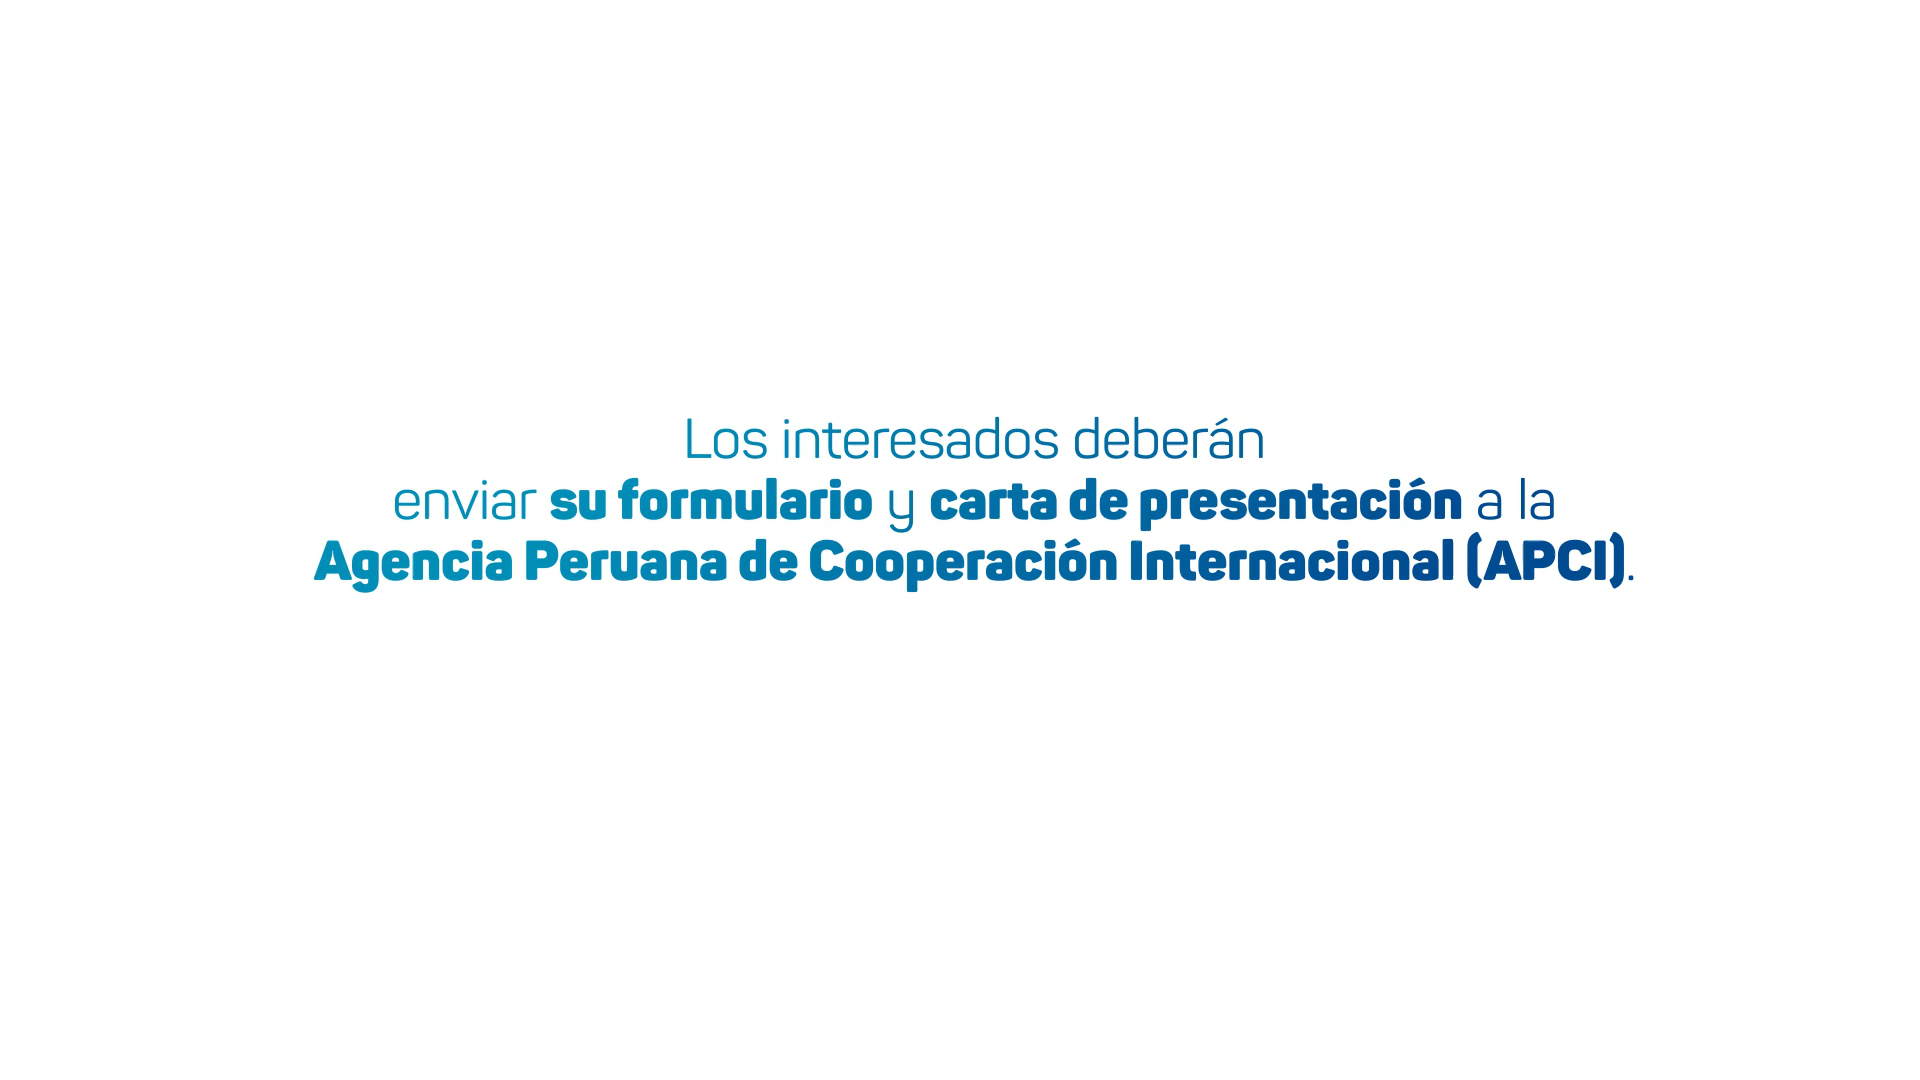 Los interesados deberán
enviar su formulario y carta de presentación a la
Agencia Peruana de Cooperación Internacional (APCI).